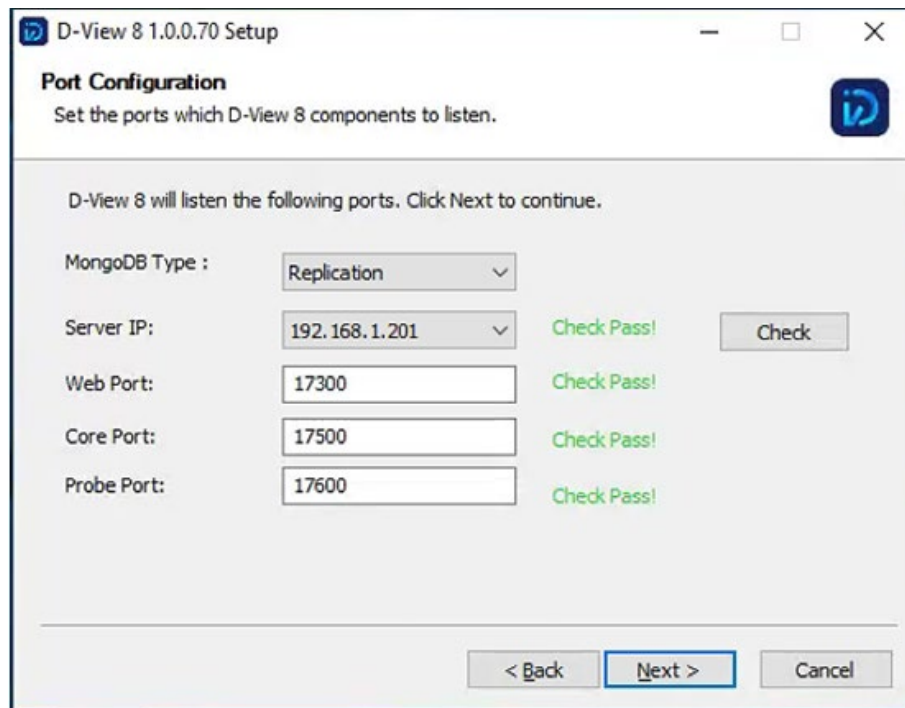 D-View 8 1.0.0.70 Setup
Port Configuration
Set the ports which D-View 8 components to listen.
D-View 8 will listen the following ports. Click Next to continue.
MongoDB Type : Replication
Server IP: 192.168.1.201 Check Pass! Check
Web Port: 17300 Check Pass!
Core Port: 17500 Check Pass!
Probe Port: 17600 Check Pass!
< Back Next > Cancel